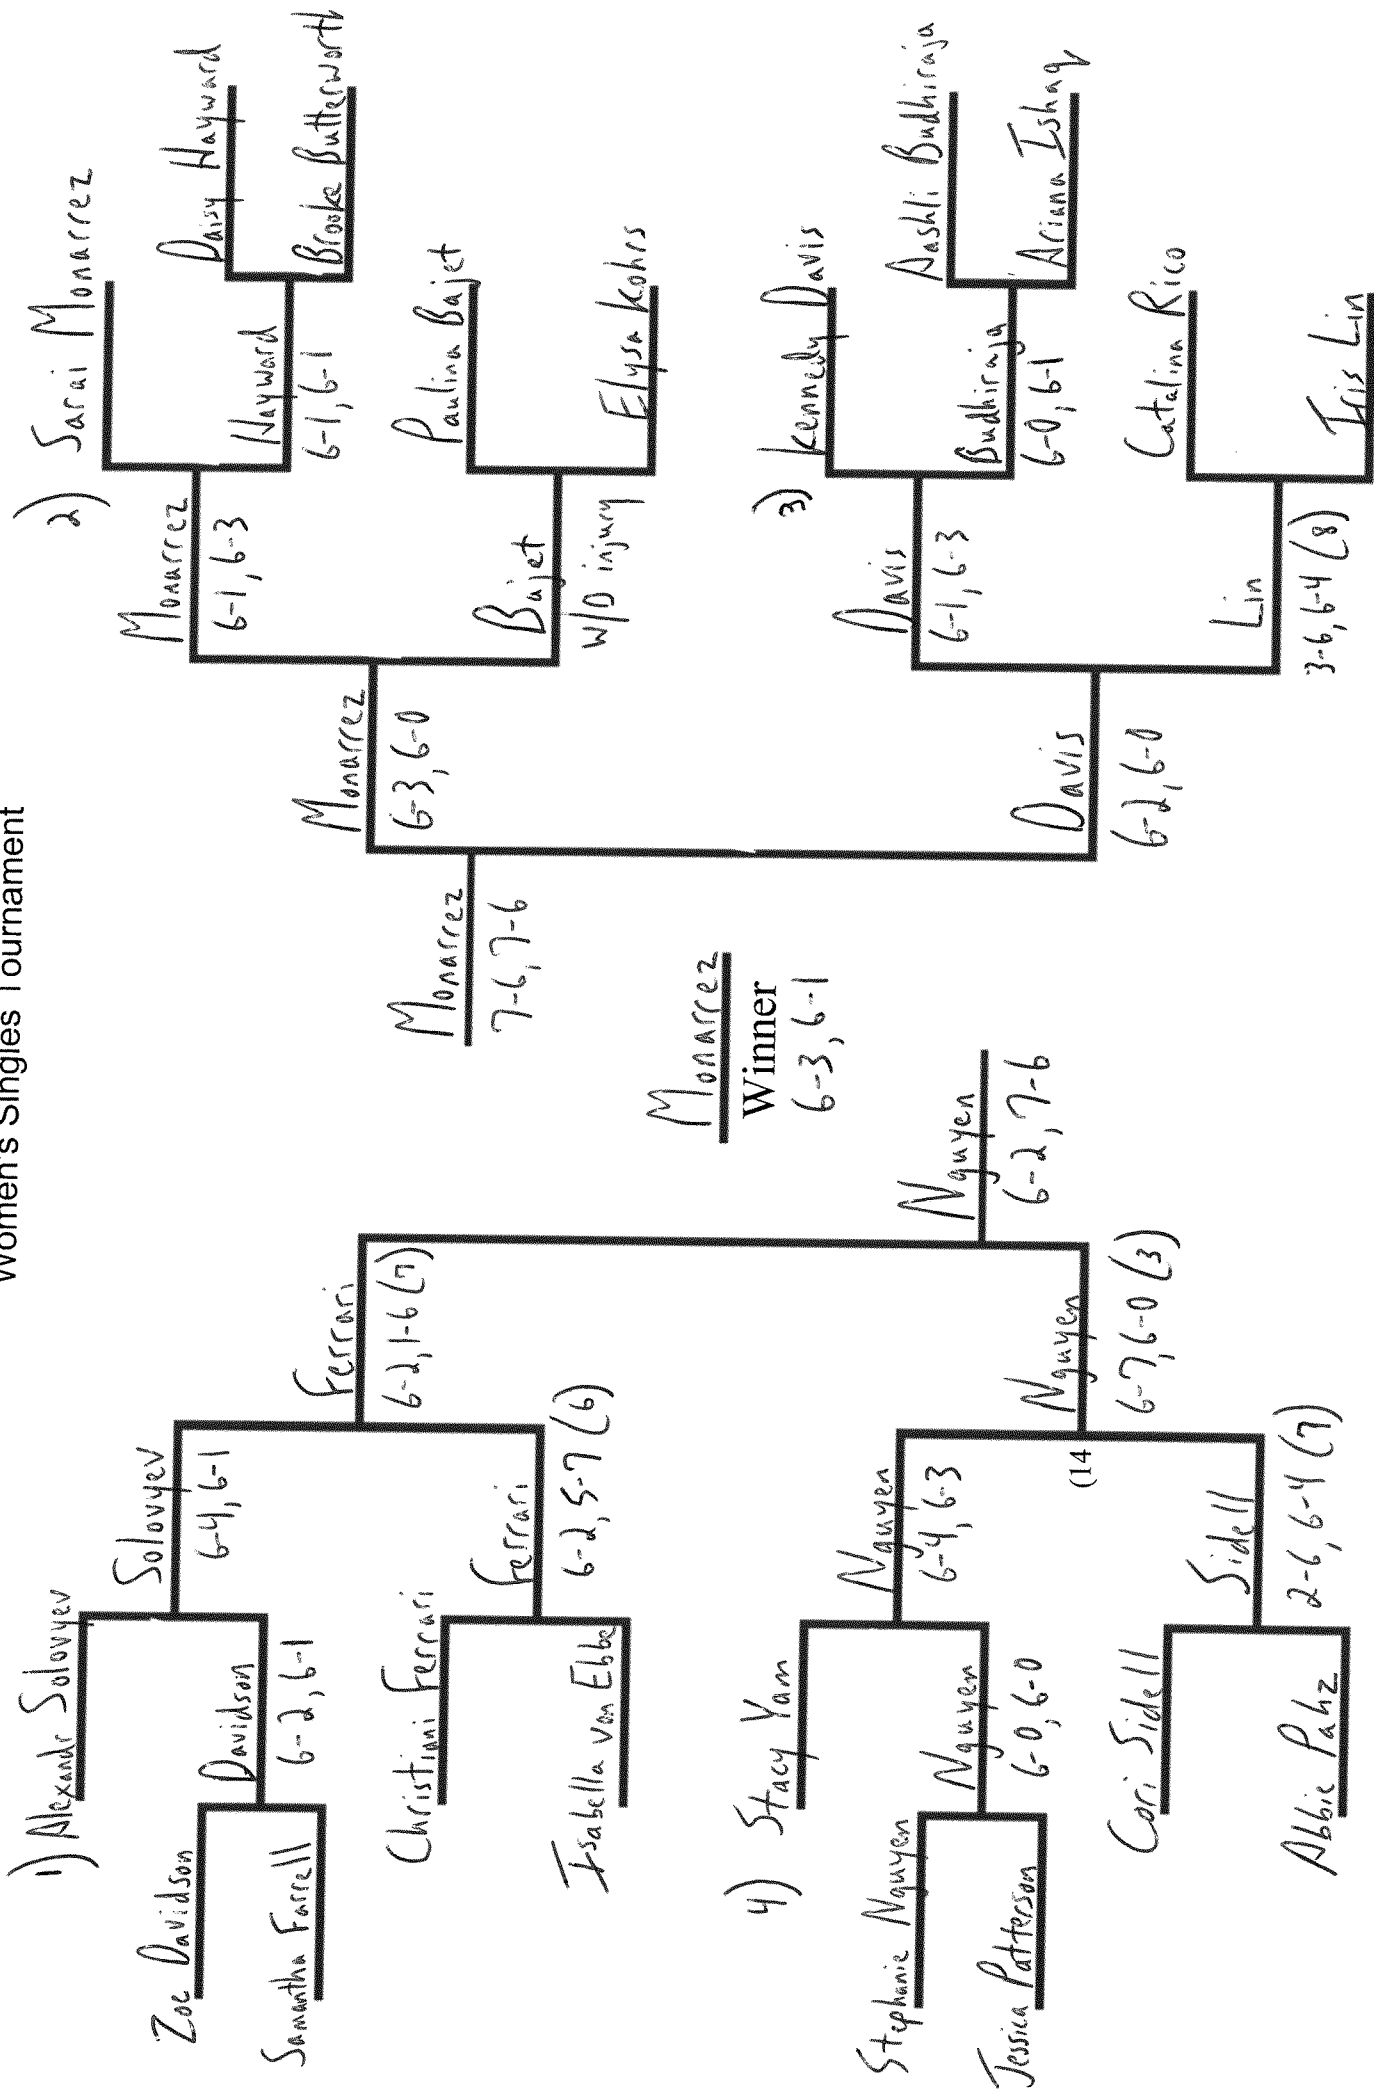 Women's Singles Tournament
1) Alexandr Solovyev
Zoe Davidson
Samantha Farrell
Davidson
6-2, 6-1
Solovyev
6-4, 6-1
Christiani Ferrari
Isabella von Ebbe
Ferrari
6-2, 5-7 (6)
Ferrari
6-2, 1-6 (7)
4) Stacy Yam
Stephanie Nguyen
Jessica Patterson
Nguyen
6-0, 6-0
Nguyen
6-4, 6-3
Cori Sidell
Abbie Pahz
Sidell
2-6, 6-4 (7)
(14
Nguyen
6-7, 6-0 (3)
Nguyen
6-2, 7-6
Monarrez
Winner
6-3, 6-1
Monarrez
7-6, 7-6
Monarrez
6-3, 6-0
Monarrez
6-1, 6-3
2) Sarai Monarrez
Hayward
6-1, 6-1
Daisy Hayward
Brooke Butterworth
Bajet
W/D injury
Paulina Bajet
Elysa Kohrs
Davis
6-2, 6-0
Davis
6-1, 6-3
3) Kennedy Davis
Budhiraja
6-0, 6-1
Aashli Budhiraja
Ariana Ishaq
Lin
3-6, 6-4 (8)
Catalina Rico
Iris Lin